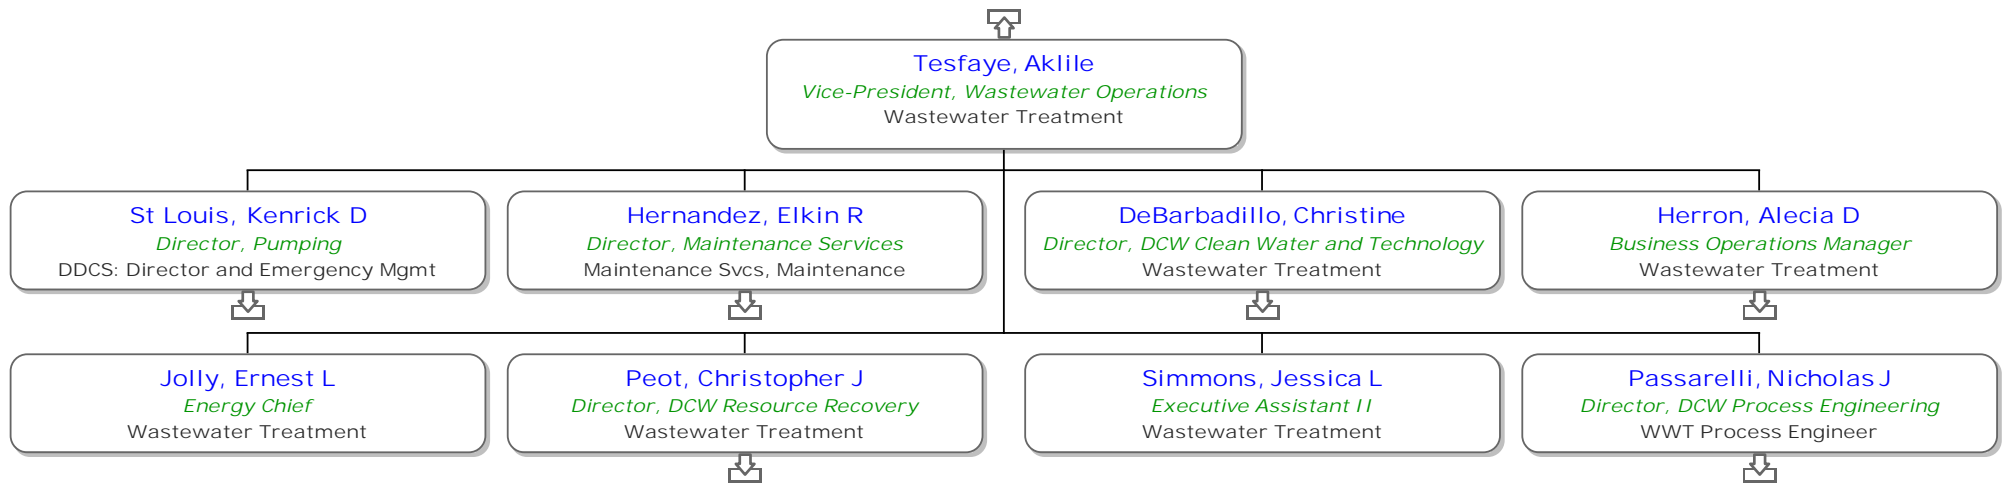 Tesfaye, Aklile
Vice-President, Wastewater Operations
Wastewater Treatment
St Louis, Kenrick D
Director, Pumping
DDCS: Director and Emergency Mgmt
Hernandez, Elkin R
Director, Maintenance Services
Maintenance Svcs, Maintenance
DeBarbadillo, Christine
Director, DCW Clean Water and Technology
Wastewater Treatment
Herron, Alecia D
Business Operations Manager
Wastewater Treatment
Jolly, Ernest L
Energy Chief
Wastewater Treatment
Peot, Christopher J
Director, DCW Resource Recovery
Wastewater Treatment
Simmons, Jessica L
Executive Assistant II
Wastewater Treatment
Passarelli, Nicholas J
Director, DCW Process Engineering
WWT Process Engineer